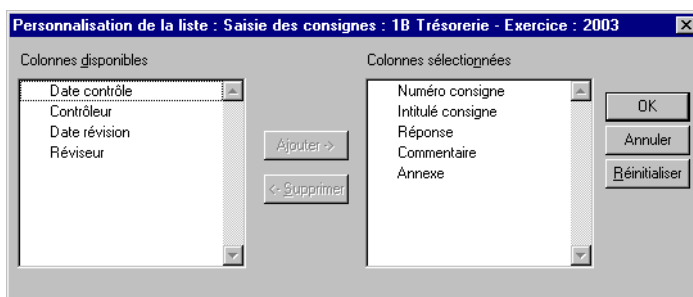 Personnalisation de la liste : Saisie des consignes : 1B Trésorerie - Exercice : 2003
Colonnes disponibles
Date contrôle
Contrôleur
Date révision
Réviseur
Ajouter ->
<- Supprimer
Colonnes sélectionnées
Numéro consigne
Intitulé consigne
Réponse
Commentaire
Annexe
OK
Annuler
Réinitialiser